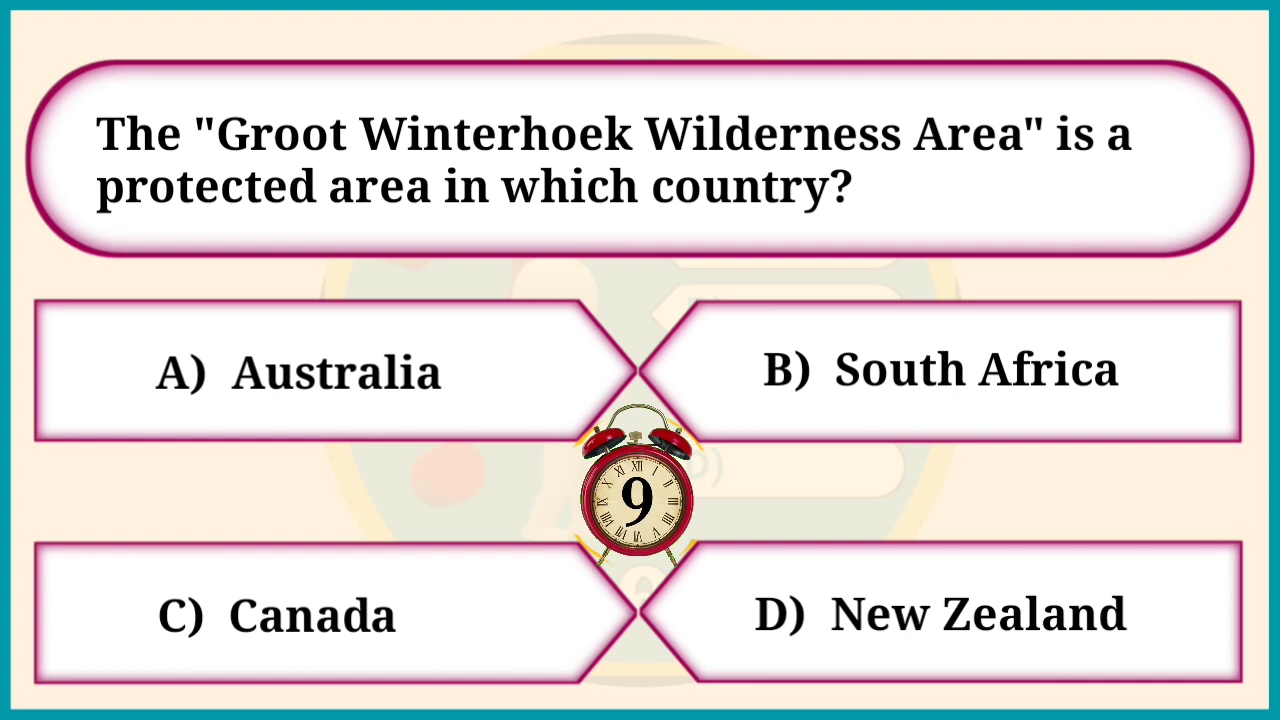 The "Groot Winterhoek Wilderness Area" is a
protected area in which country?
A) Australia
B) South Africa
9
C) Canada
D) New Zealand